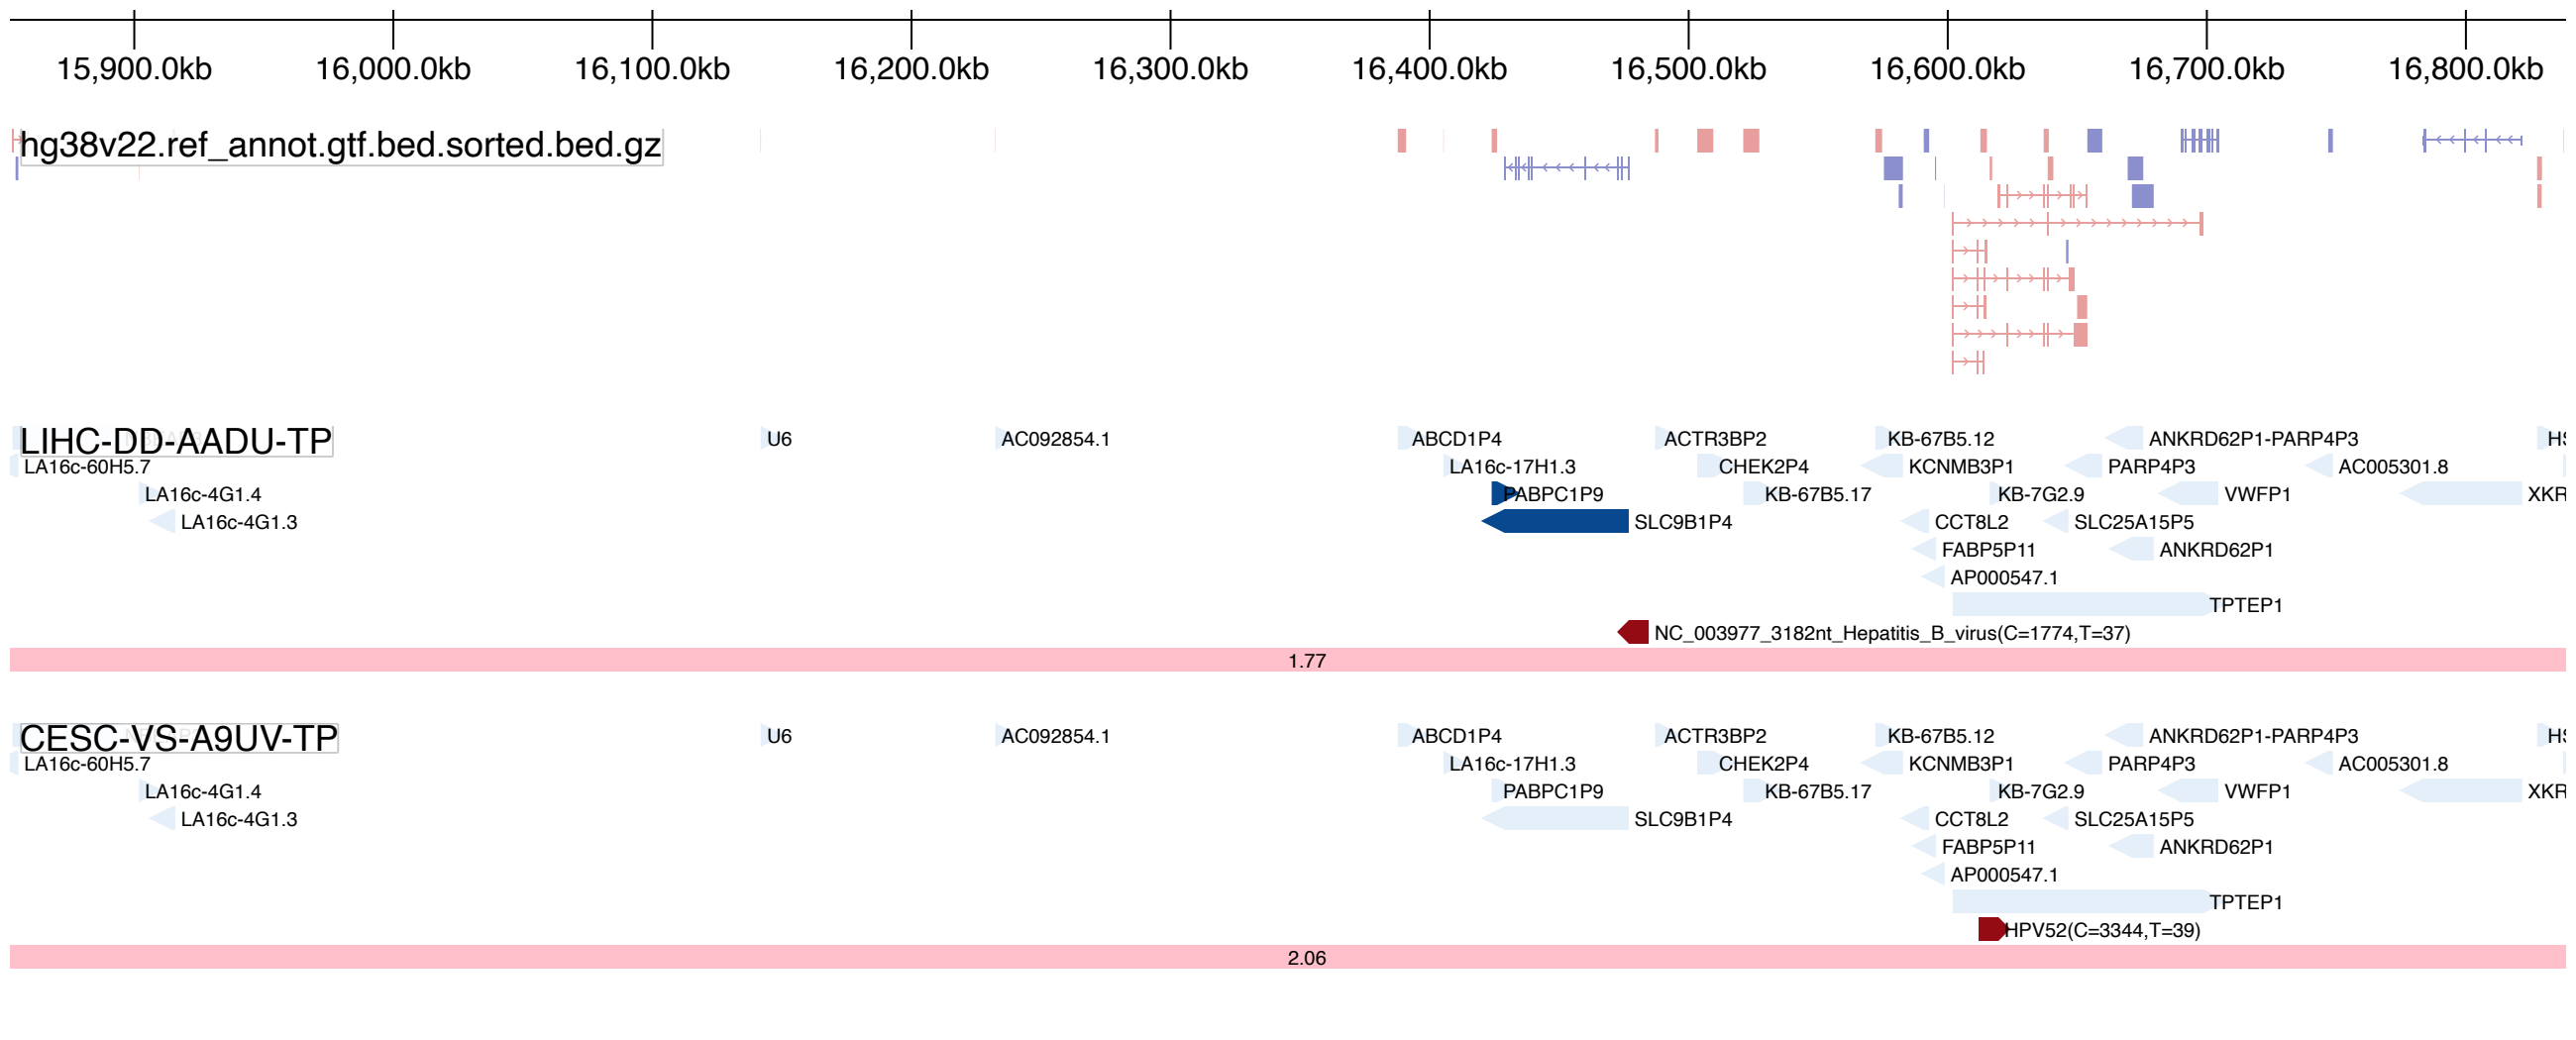 15,900.0kb 16,000.0kb 16,100.0kb 16,200.0kb 16,300.0kb 16,400.0kb 16,500.0kb 16,600.0kb 16,700.0kb 16,800.0kb
hg38v22.ref_annot.gtf.bed.sorted.bed.gz
LIHC-DD-AADU-TP U6 AC092854.1 ABCD1P4 ACTR3BP2 KB-67B5.12 ANKRD62P1-PARP4P3
LA16c-60H5.7 LA16c-17H1.3 CHEK2P4 KCNMB3P1 PARP4P3 AC005301.8
LA16c-4G1.4 PABPC1P9 KB-67B5.17 KB-7G2.9 VWFP1 XKR
LA16c-4G1.3 SLC9B1P4 CCT8L2 SLC25A15P5
FABP5P11 ANKRD62P1
AP000547.1
TPTEP1
NC_003977_3182nt_Hepatitis_B_virus(C=1774,T=37)
1.77
CESC-VS-A9UV-TP U6 AC092854.1 ABCD1P4 ACTR3BP2 KB-67B5.12 ANKRD62P1-PARP4P3
LA16c-60H5.7 LA16c-17H1.3 CHEK2P4 KCNMB3P1 PARP4P3 AC005301.8
LA16c-4G1.4 PABPC1P9 KB-67B5.17 KB-7G2.9 VWFP1 XKR
LA16c-4G1.3 SLC9B1P4 CCT8L2 SLC25A15P5
FABP5P11 ANKRD62P1
AP000547.1
TPTEP1
HPV52(C=3344,T=39)
2.06